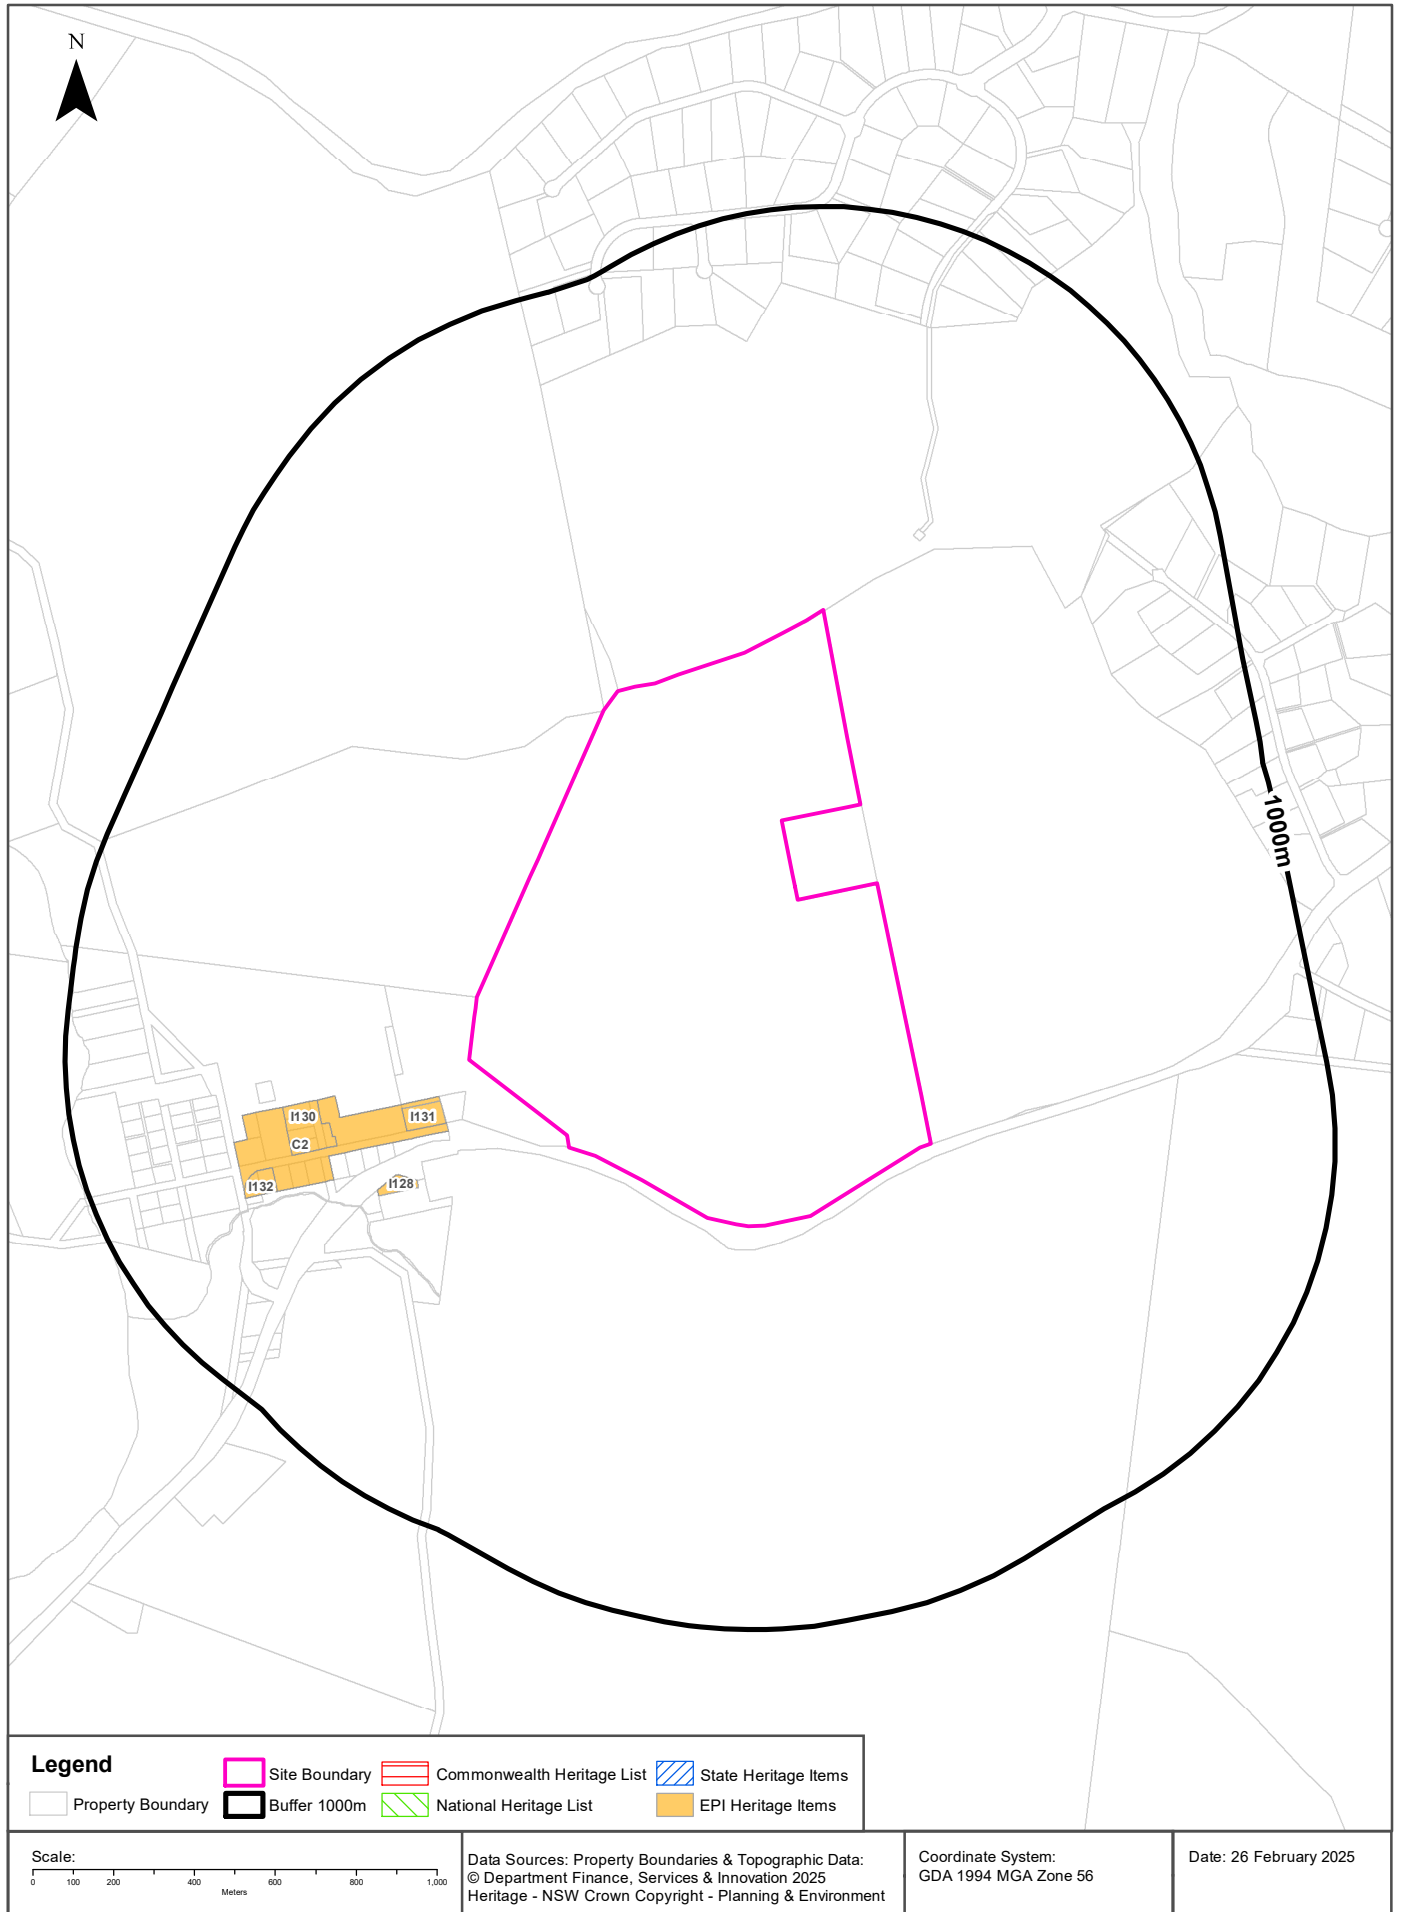 N
1000m
I130
I131
C2
I132
I128
Legend
Site Boundary
Commonwealth Heritage List
State Heritage Items
Property Boundary
Buffer 1000m
National Heritage List
EPI Heritage Items
Scale:
0 100 200 400 600 800 1,000
Meters
Data Sources: Property Boundaries & Topographic Data:
© Department Finance, Services & Innovation 2025
Heritage - NSW Crown Copyright - Planning & Environment
Coordinate System:
GDA 1994 MGA Zone 56
Date: 26 February 2025